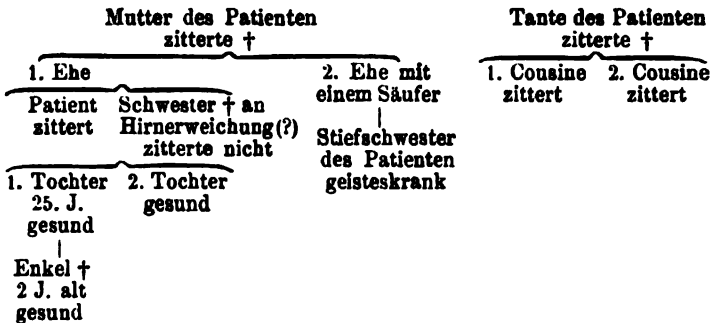 Mutter des Patienten
zitterte †
1. Ehe
Patient
zittert
Schwester † an
Hirnerweichung(?)
zitterte nicht
1. Tochter
25. J.
gesund
Enkel †
2 J. alt
gesund
2. Tochter
gesund
2. Ehe mit
einem Säufer
Stiefschwester
des Patienten
geisteskrank
Tante des Patienten
zitterte †
1. Cousine
zittert
2. Cousine
zittert